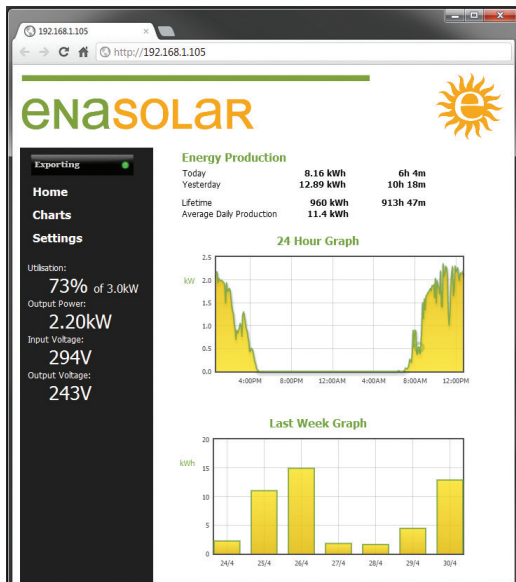 192.168.1.105
http://192.168.1.105
enasolar
Exporting
Home
Charts
Settings
Utilisation:
73% of 3.0kW
Output Power:
2.20kW
Input Voltage:
294V
Output Voltage:
243V
Energy Production
Today 8.16 kWh 6h 4m
Yesterday 12.89 kWh 10h 18m
Lifetime 960 kWh 913h 47m
Average Daily Production 11.4 kWh
24 Hour Graph
kW
2.5
2.0
1.5
1.0
0.5
0.0
4:00PM 8:00PM 12:00AM 4:00AM 8:00AM 12:00PM
Last Week Graph
kWh
20
15
10
5
0
24/4 25/4 26/4 27/4 28/4 29/4 30/4